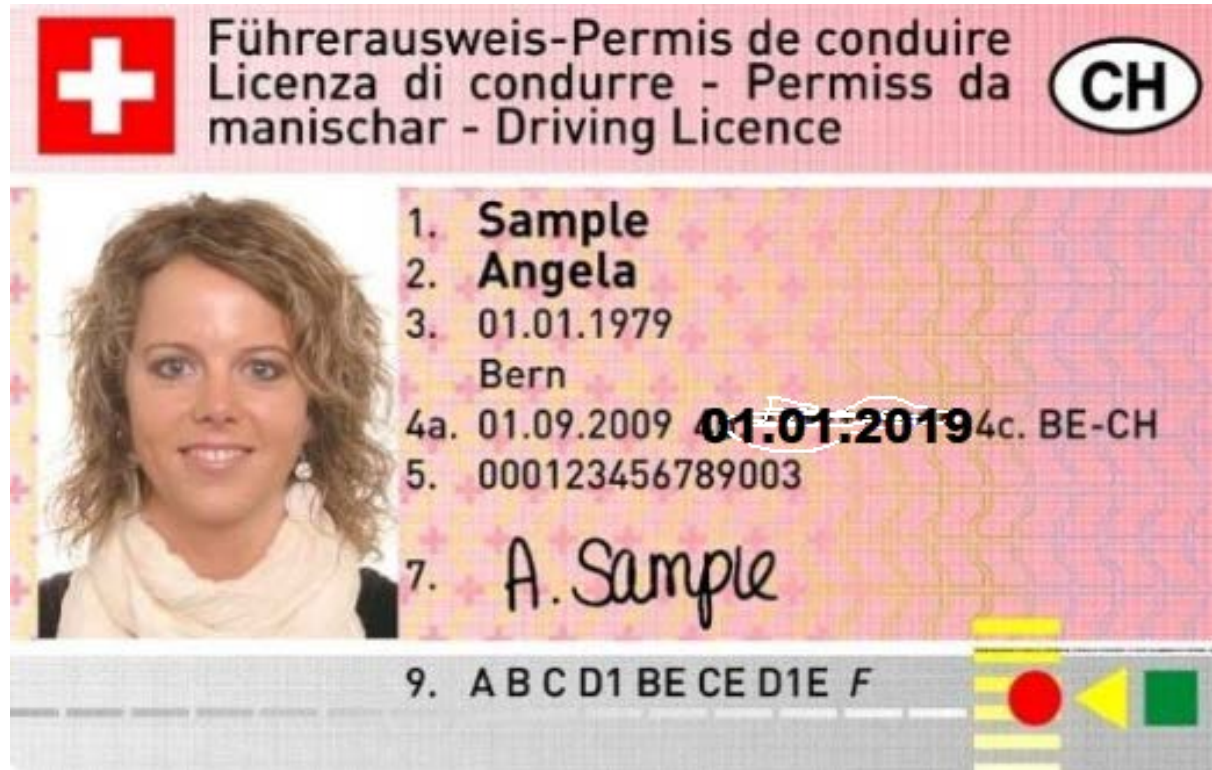 Führerausweis-Permis de conduire
Licenza di condurre - Permiss da
manischar - Driving Licence
CH
1. Sample
2. Angela
3. 01.01.1979
Bern
4a. 01.09.2009 01.01.2019 4c. BE-CH
5. 000123456789003
7. A. Sample
9. A B C D1 BE CE D1E F